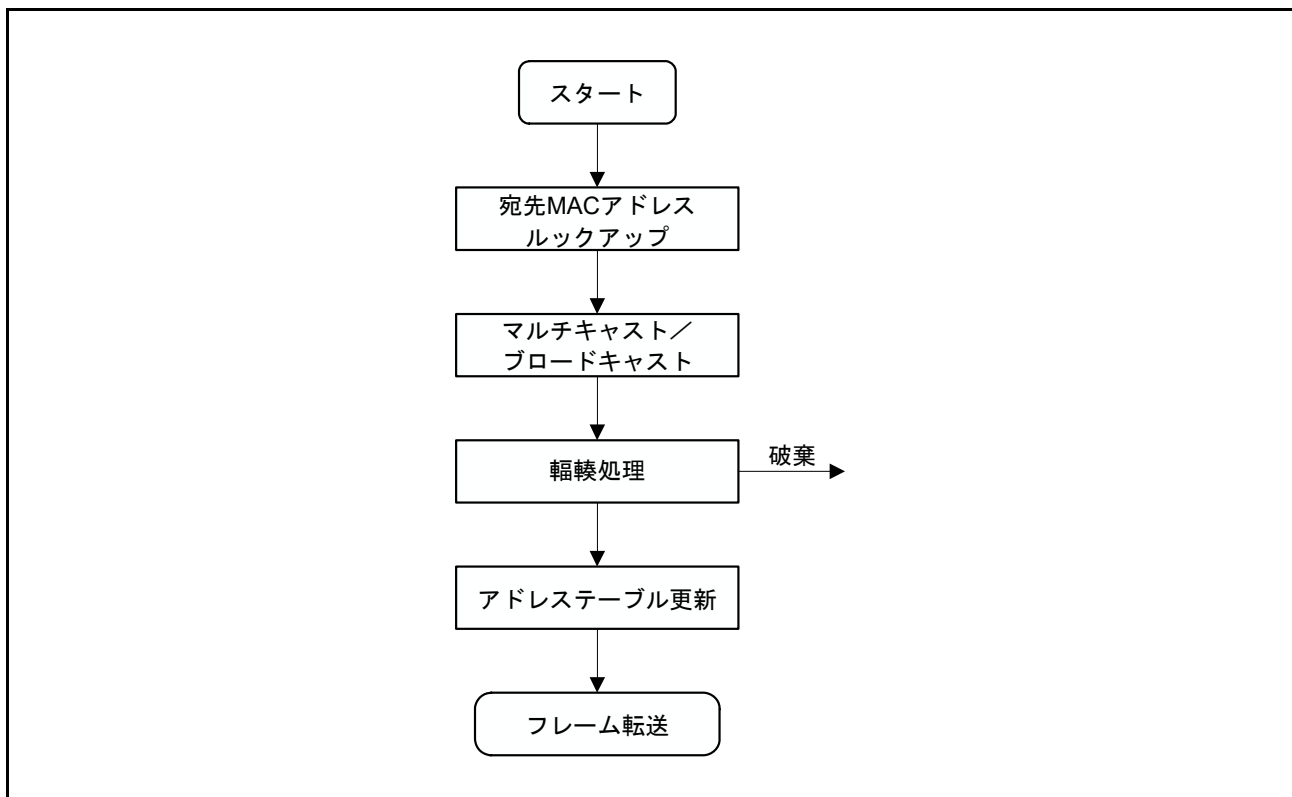 スタート
宛先MACアドレス
ルックアップ
マルチキャスト／
ブロードキャスト
輻輳処理
破棄
アドレステーブル更新
フレーム転送